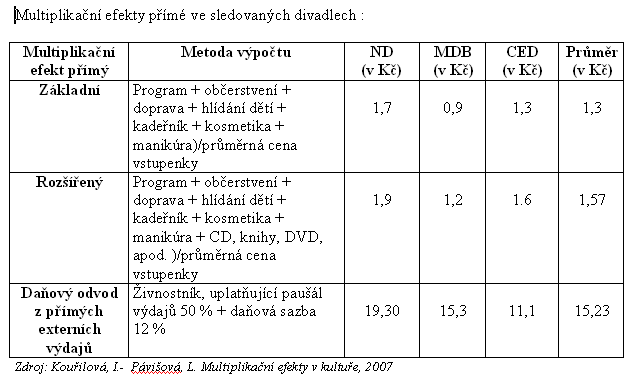 Multiplikační efekty přímé ve sledovaných divadlech :
Multiplikační efekt přímý | Metoda výpočtu | ND (v Kč) | MDB (v Kč) | CED (v Kč) | Průměr (v Kč)
Základní | Program + občerstvení +
doprava + hlídání dětí +
kadeřník + kosmetika +
manikúra)/průměrná cena
vstupenky | 1,7 | 0,9 | 1,3 | 1,3
Rozšířený | Program + občerstvení +
doprava + hlídání dětí +
kadeřník + kosmetika +
manikúra + CD, knihy, DVD,
apod. )/průměrná cena
vstupenky | 1,9 | 1,2 | 1.6 | 1,57
Daňový odvod
z přímých
externích
výdajů | Živnostník, uplatňující paušál
výdajů 50 % + daňová sazba
12 % | 19,30 | 15,3 | 11,1 | 15,23
Zdroj: Kouřilová, I.- Pávišová, L. Multiplikační efekty v kultuře, 2007